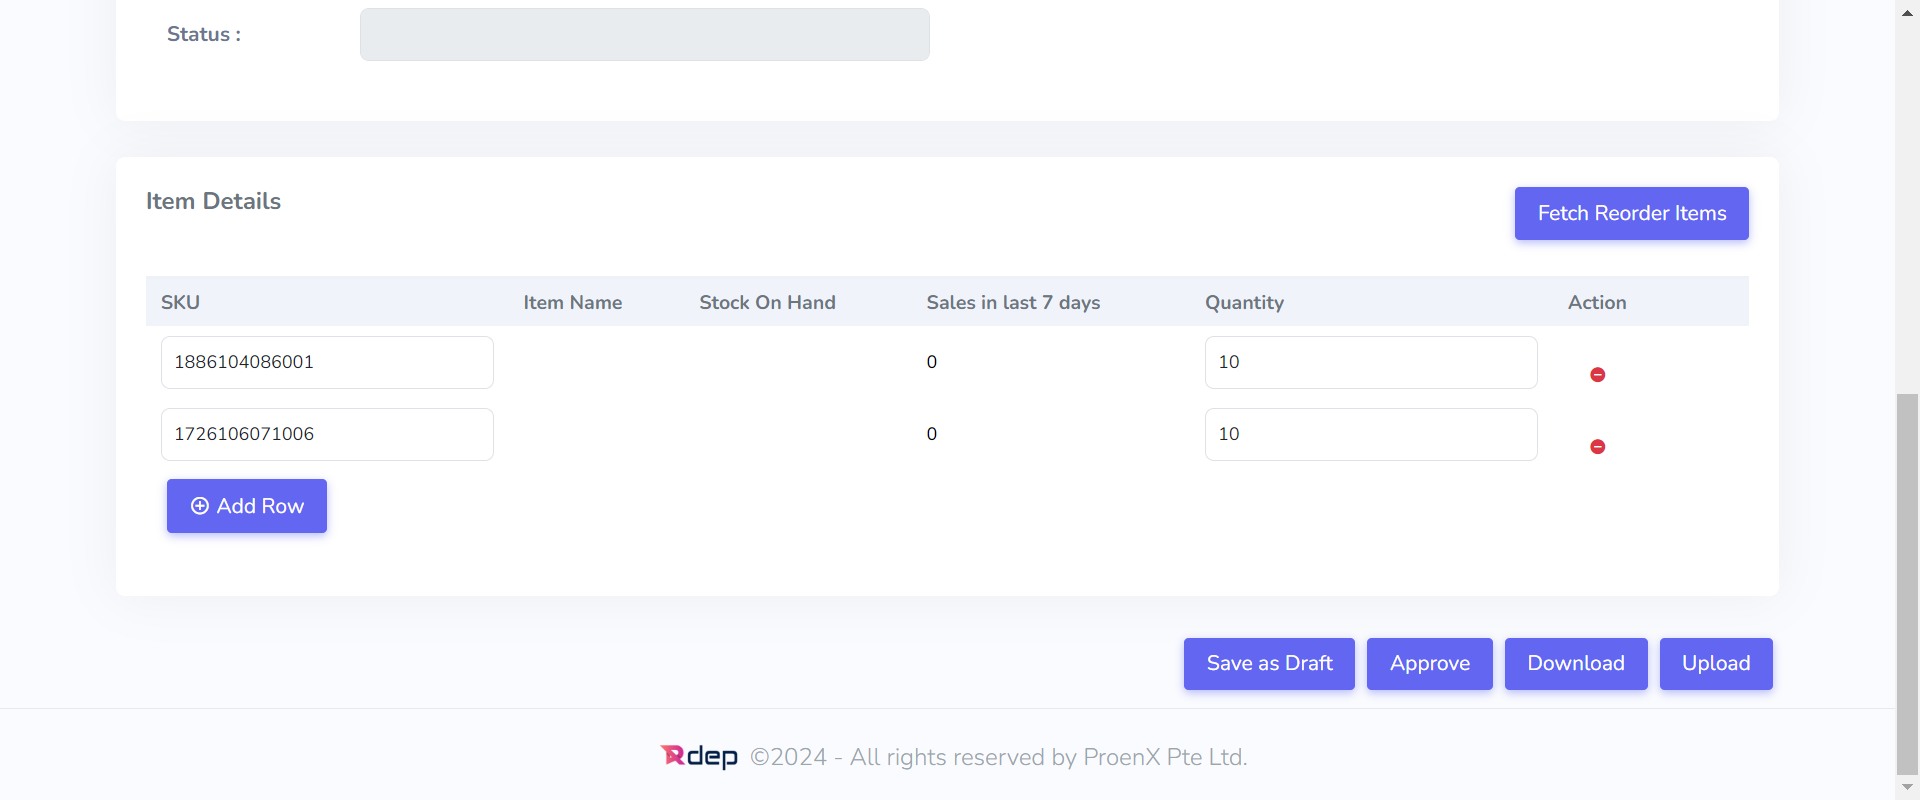 Status :
Item Details
Fetch Reorder Items
SKU Item Name Stock On Hand Sales in last 7 days Quantity Action
1886104086001 0 10
1726106071006 0 10
Add Row
Save as Draft Approve Download Upload
Rdep ©2024 - All rights reserved by ProenX Pte Ltd.